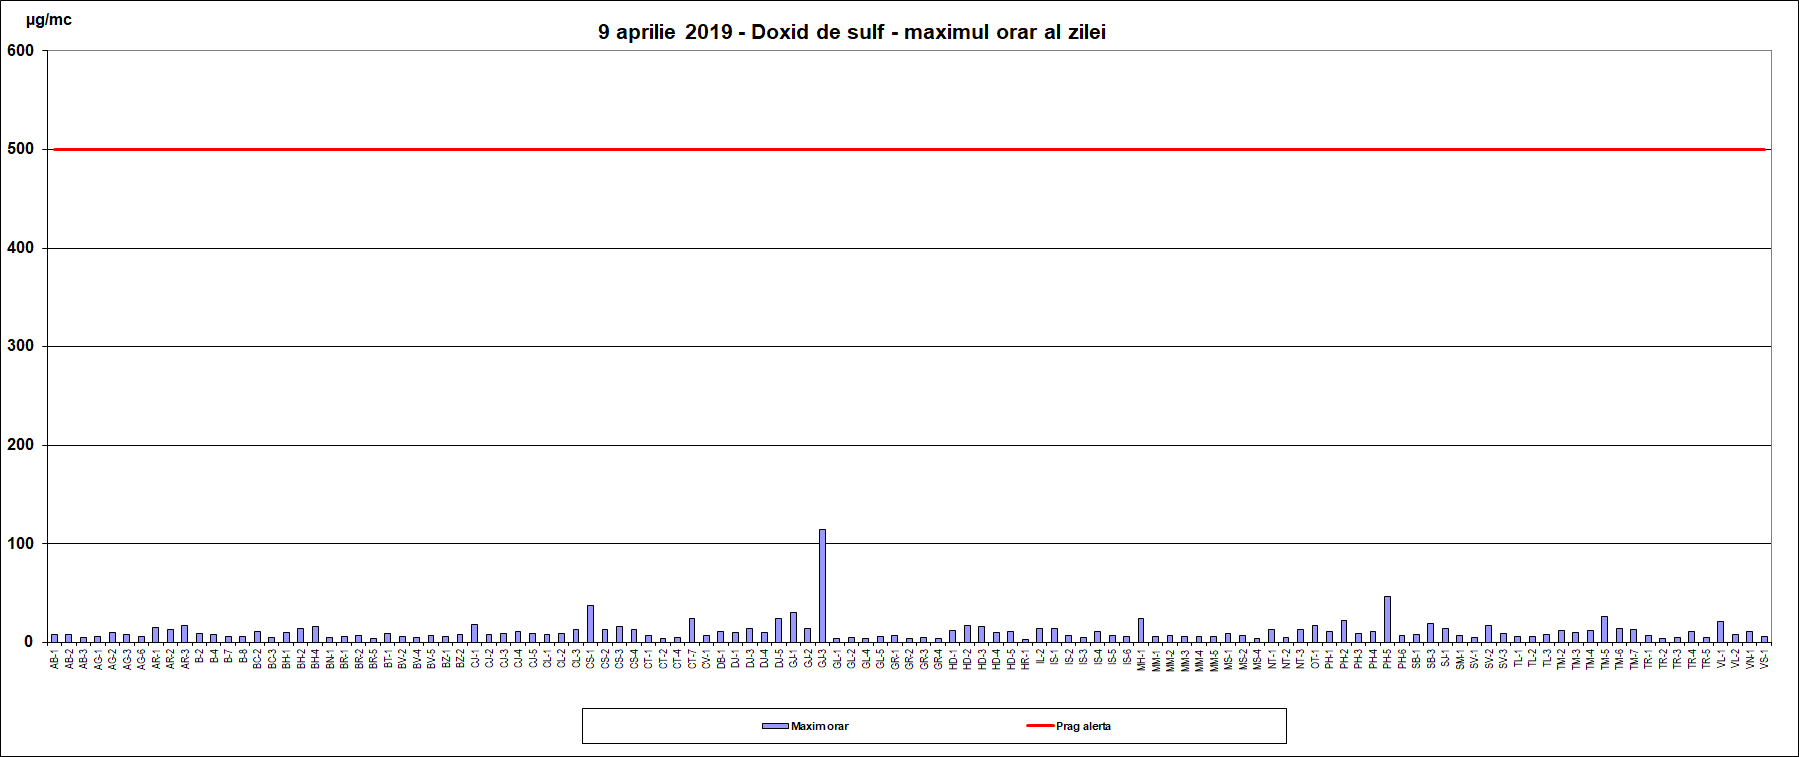 µg/mc
9 aprilie 2019 - Doxid de sulf - maximul orar al zilei
600
500
400
300
200
100
0
AB-1 AB-2 AB-3 AG-1 AG-2 AG-3 AG-6 AR-1 AR-2 AR-3 B-2 B-4 B-7 B-8 BC-2 BC-3 BH-1 BH-2 BH-4 BN-1 BR-1 BR-2 BR-5 BT-1 BV-2 BV-4 BV-5 BZ-1 BZ-2 CJ-1 CJ-2 CJ-3 CJ-4 CJ-5 CL-1 CL-2 CL-3 CS-1 CS-2 CS-3 CS-4 CT-1 CT-2 CT-4 CT-7 CV-1 DB-1 DJ-1 DJ-3 DJ-4 DJ-5 GJ-1 GJ-2 GJ-3 GL-1 GL-2 GL-4 GL-5 GR-1 GR-2 GR-3 GR-4 HD-1 HD-2 HD-3 HD-4 HD-5 HR-1 IL-2 IS-1 IS-2 IS-3 IS-4 IS-5 IS-6 MH-1 MM-1 MM-2 MM-3 MM-4 MM-5 MS-1 MS-2 MS-4 NT-1 NT-2 NT-3 OT-1 PH-1 PH-2 PH-3 PH-4 PH-5 PH-6 SB-1 SB-3 SJ-1 SM-1 SV-1 SV-2 SV-3 TL-1 TL-2 TL-3 TM-2 TM-3 TM-4 TM-5 TM-6 TM-7 TR-1 TR-2 TR-3 TR-4 TR-5 VL-1 VL-2 VN-1 VS-1
Maxim orar
Prag alerta